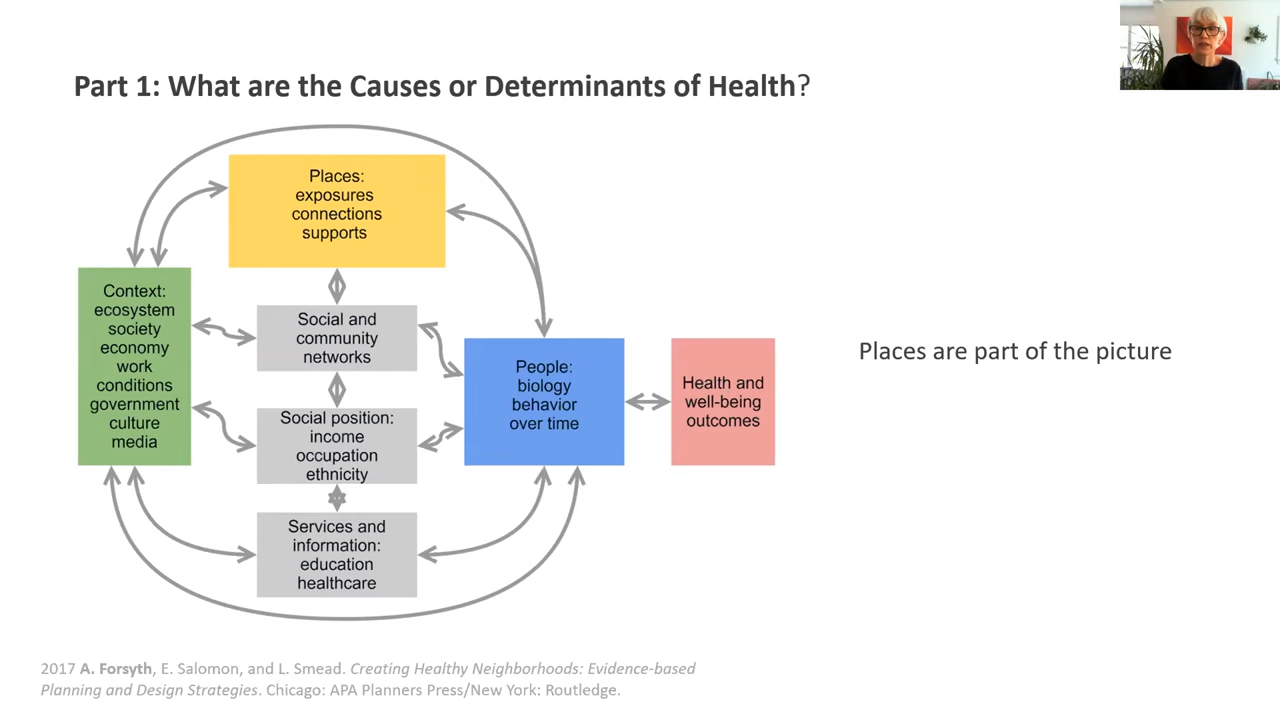 Part 1: What are the Causes or Determinants of Health?
Places:
exposures
connections
supports
Context:
ecosystem
society
economy
work
conditions
government
culture
media
Social and
community
networks
Social position:
income
occupation
ethnicity
Services and
information:
education
healthcare
People:
biology
behavior
over time
Health and
well-being
outcomes
Places are part of the picture
2017 A. Forsyth, E. Salomon, and L. Smead. Creating Healthy Neighborhoods: Evidence-based
Planning and Design Strategies. Chicago: APA Planners Press/New York: Routledge.